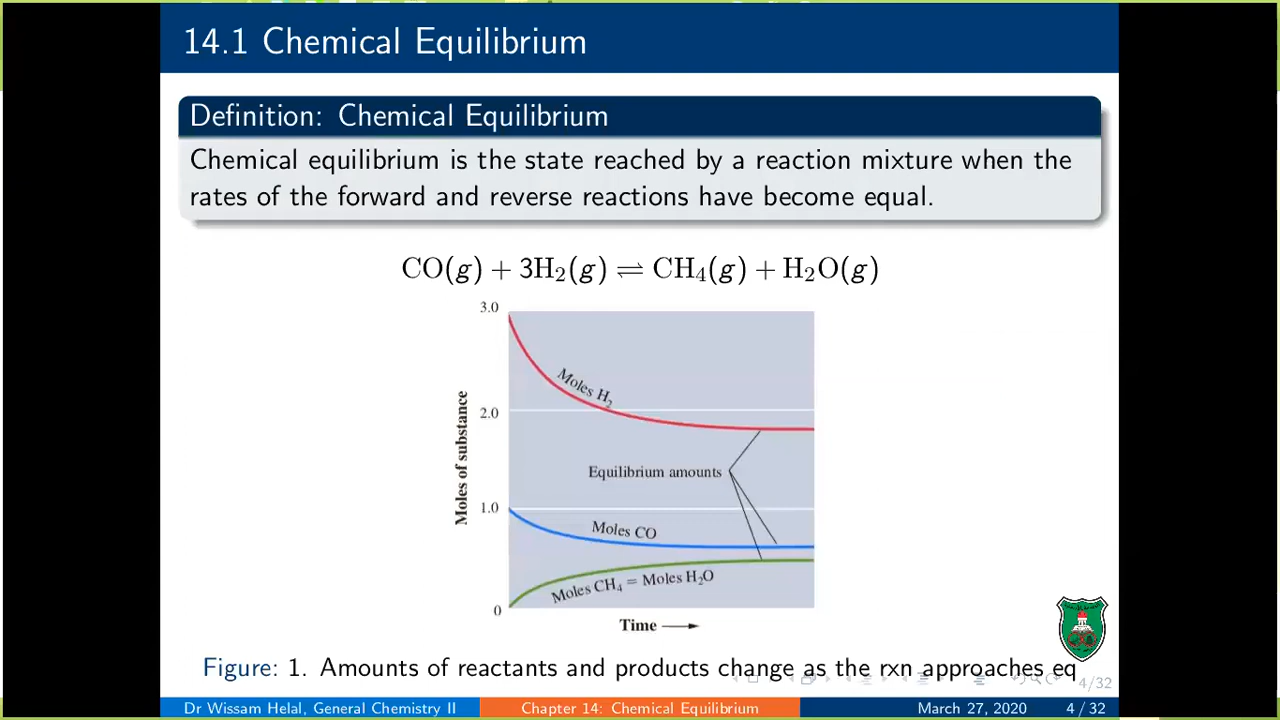 14.1 Chemical Equilibrium
Definition: Chemical Equilibrium
Chemical equilibrium is the state reached by a reaction mixture when the
rates of the forward and reverse reactions have become equal.
CO(g) + 3H₂(g) ⇌ CH₄(g) + H₂O(g)
3.0
Moles H₂
2.0
Moles of substance
Equilibrium amounts
1.0
Moles CO
Moles CH₄ = Moles H₂O
0
Time
Figure: 1. Amounts of reactants and products change as the rxn approaches eq
4/32
Dr Wissam Helal, General Chemistry II Chapter 14: Chemical Equilibrium March 27, 2020 4 / 32